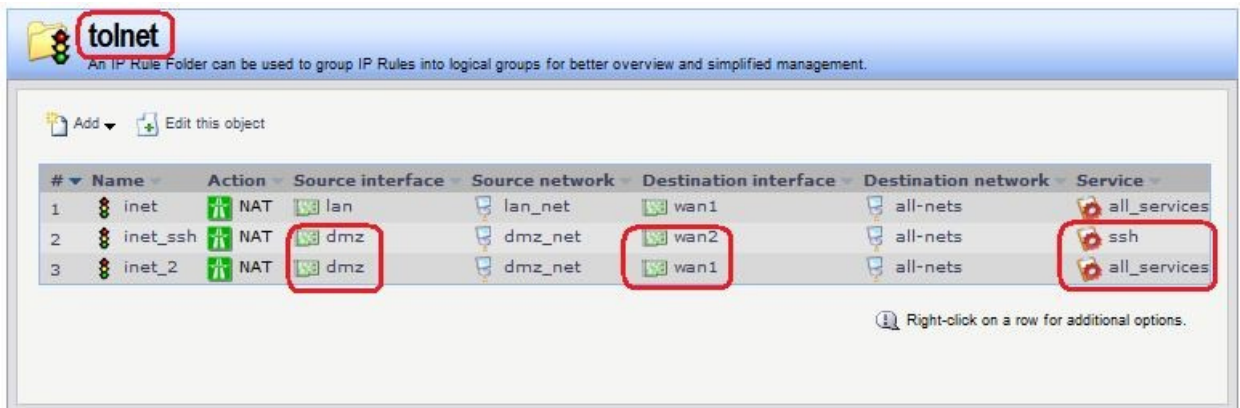 tolnet
An IP Rule Folder can be used to group IP Rules into logical groups for better overview and simplified management.
Add Edit this object
# Name Action Source interface Source network Destination interface Destination network Service
1 inet NAT lan lan_net wan1 all-nets all_services
2 inet_ssh NAT dmz dmz_net wan2 all-nets ssh
3 inet_2 NAT dmz dmz_net wan1 all-nets all_services
Right-click on a row for additional options.